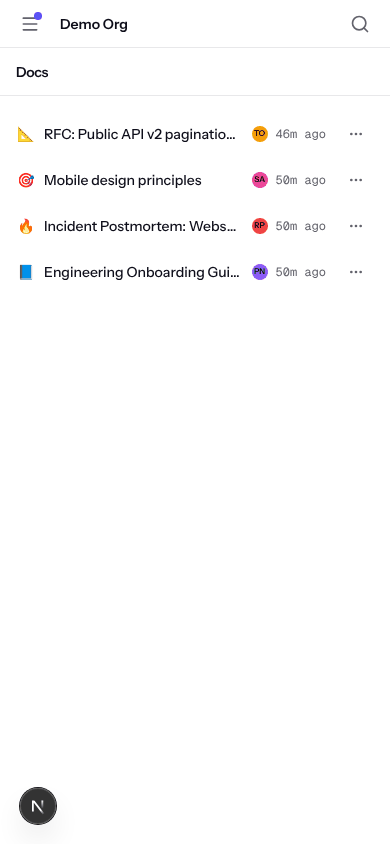 Demo Org
Docs
RFC: Public API v2 paginatio... TO 46m ago
Mobile design principles SA 50m ago
Incident Postmortem: Webs... RP 50m ago
Engineering Onboarding Gui... PN 50m ago
N